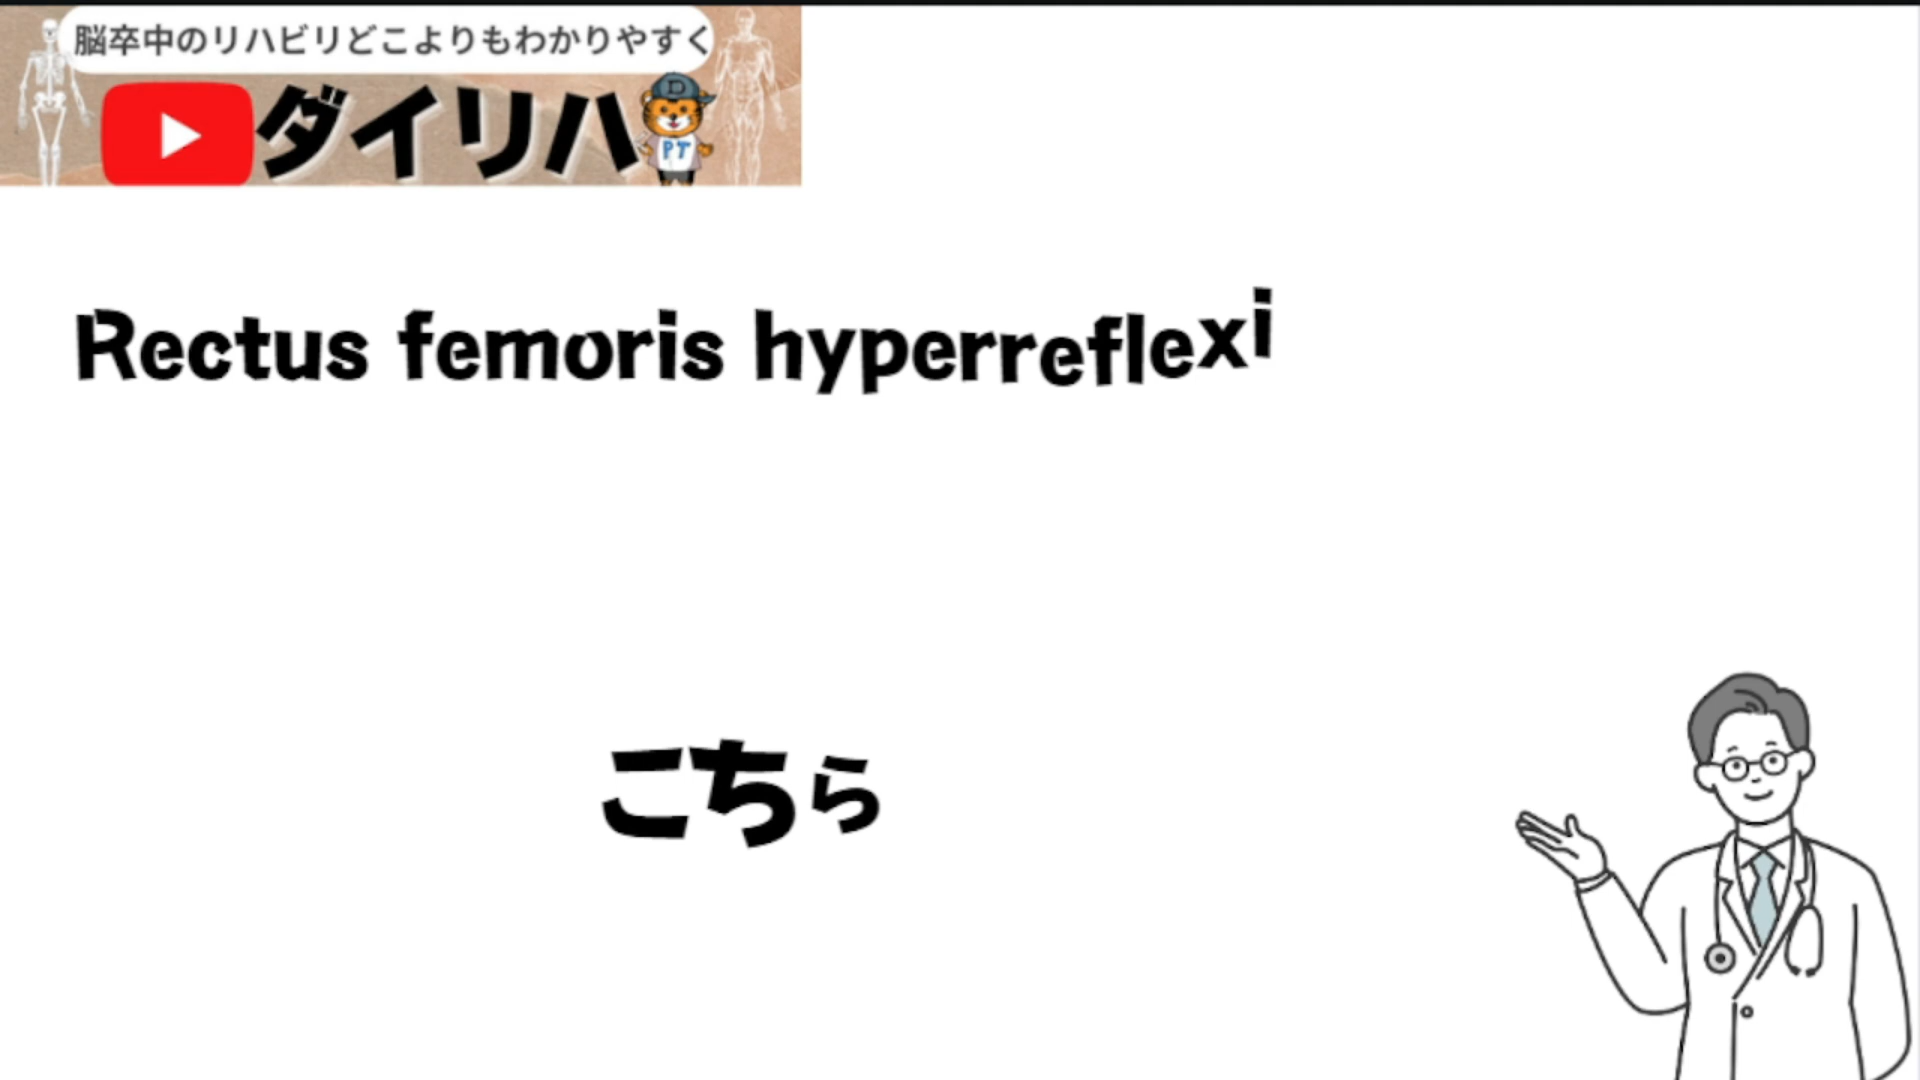 脳卒中のリハビリどこよりもわかりやすく
ダイリハ
D
PT
Rectus femoris hyperreflexi
こちら